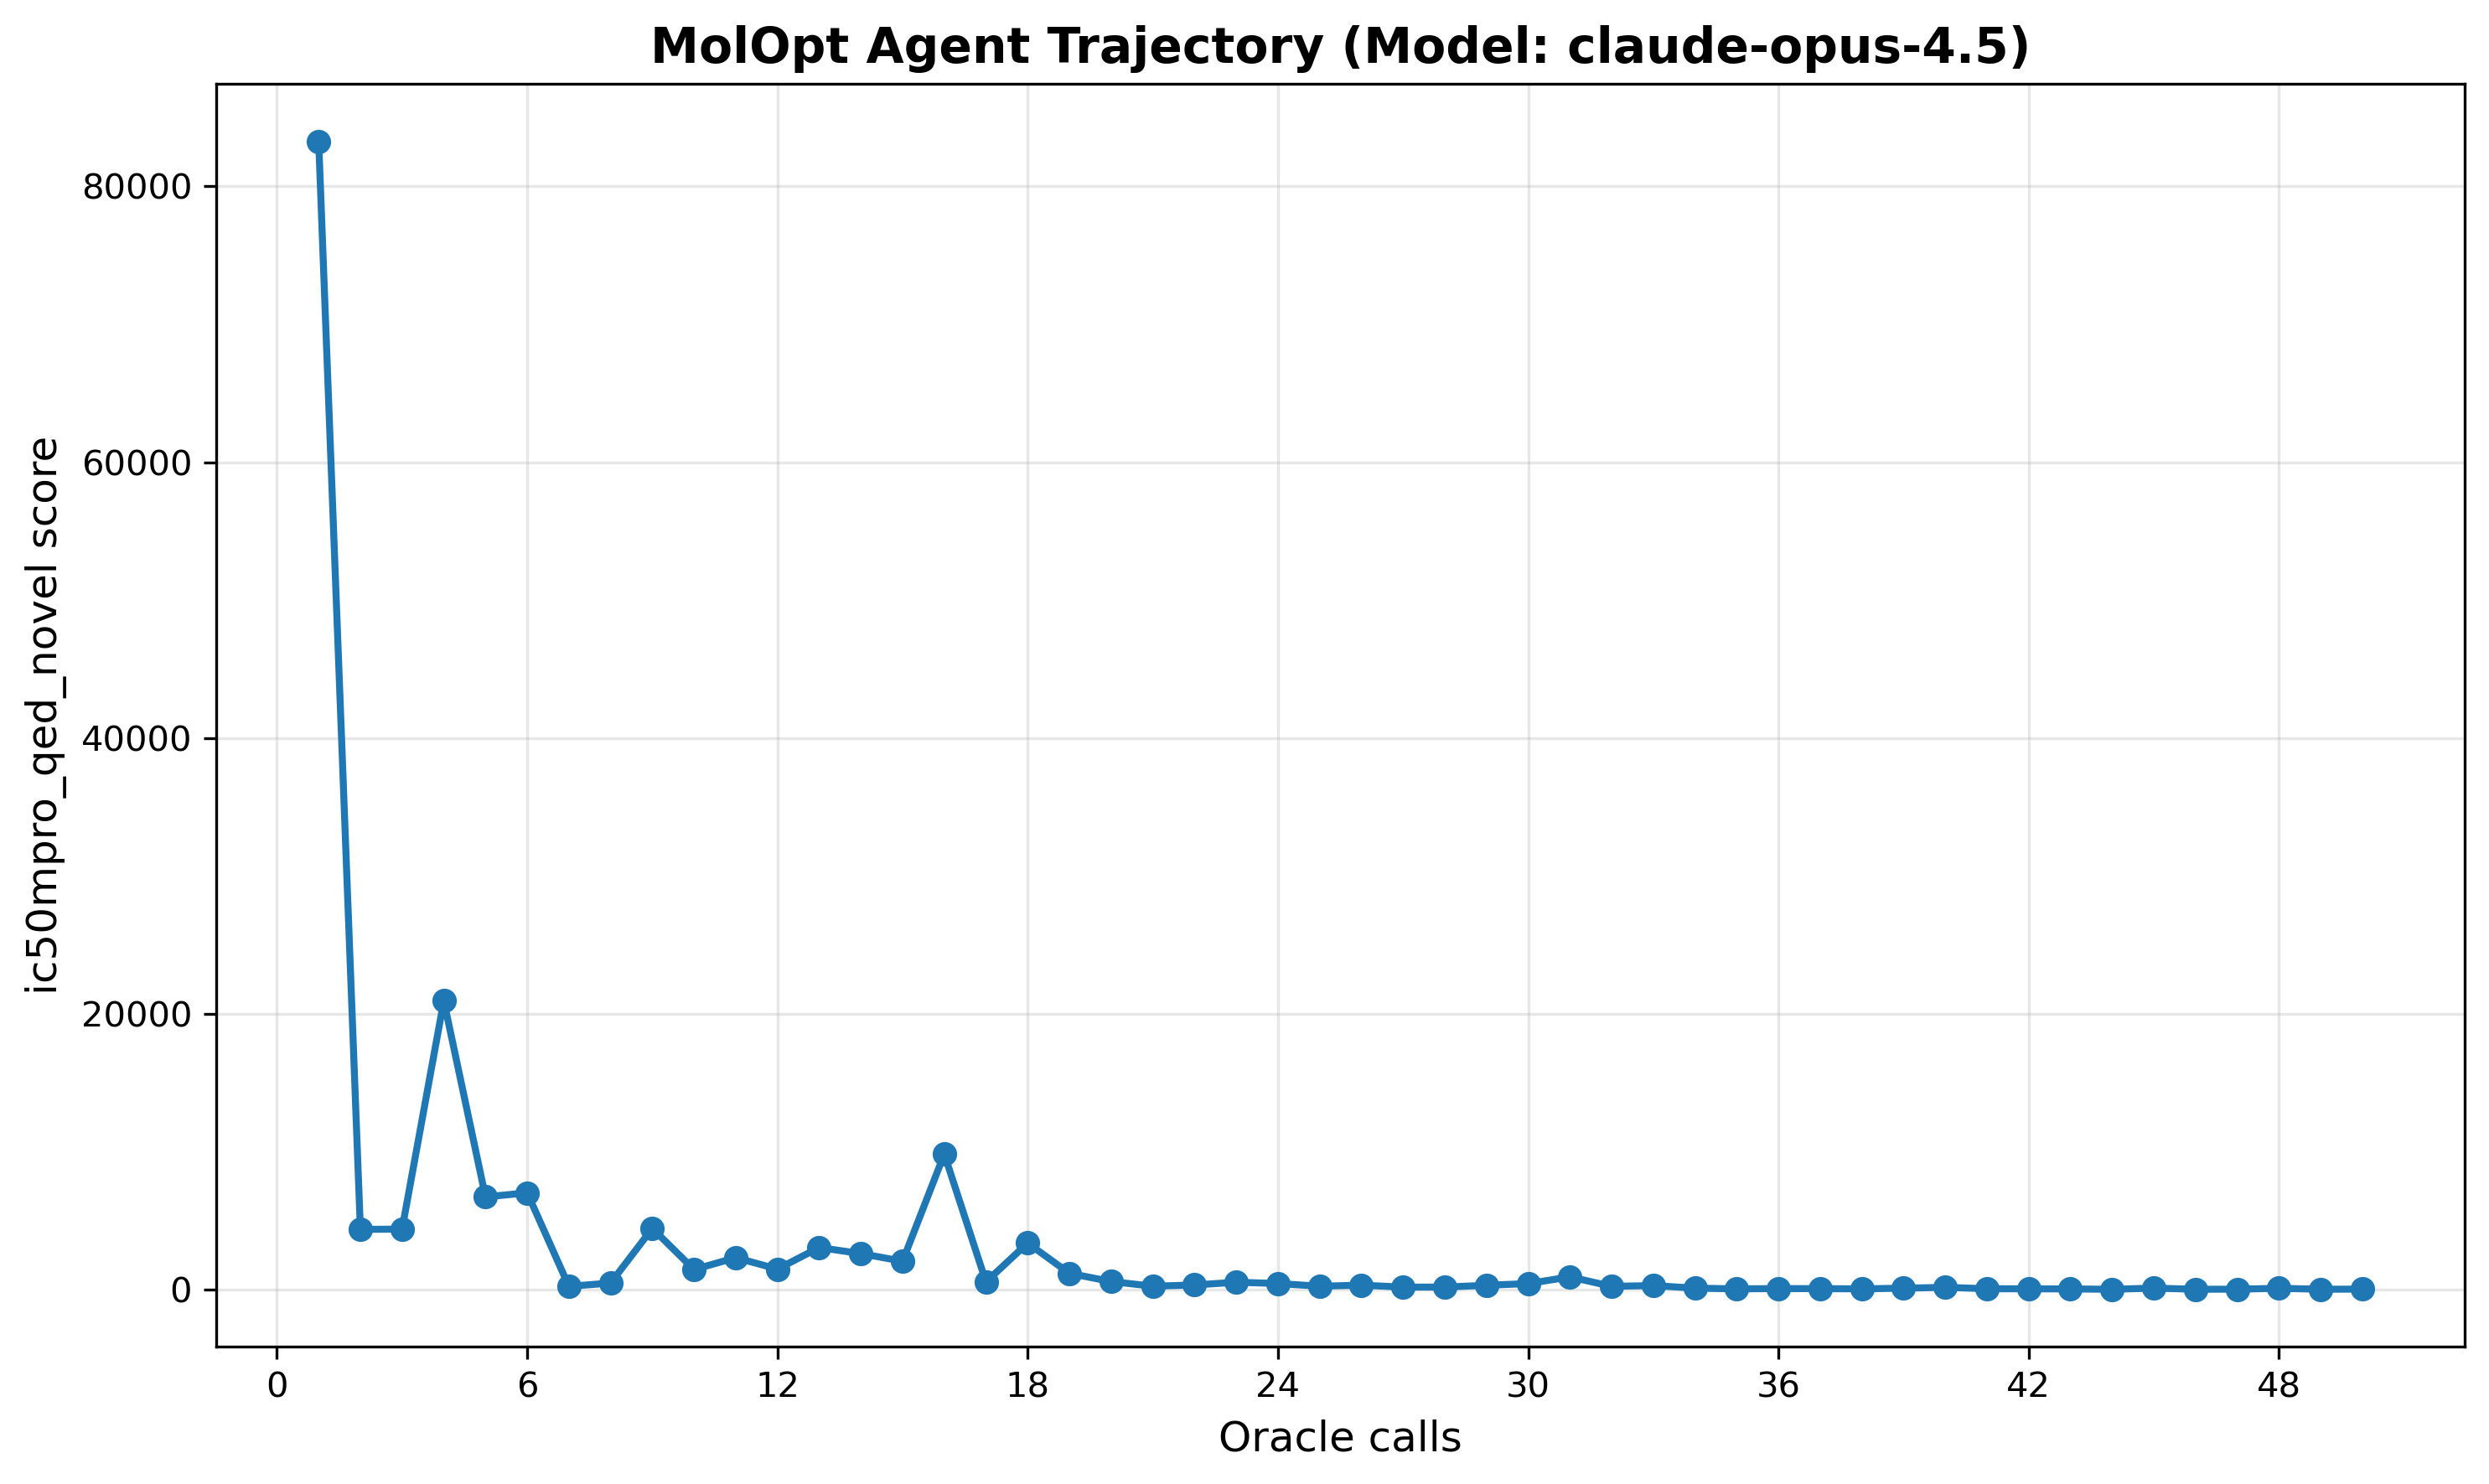 MolOpt Agent Trajectory (Model: claude-opus-4.5)
ic50mpro_qed_novel score
80000
60000
40000
20000
0
0 6 12 18 24 30 36 42 48
Oracle calls